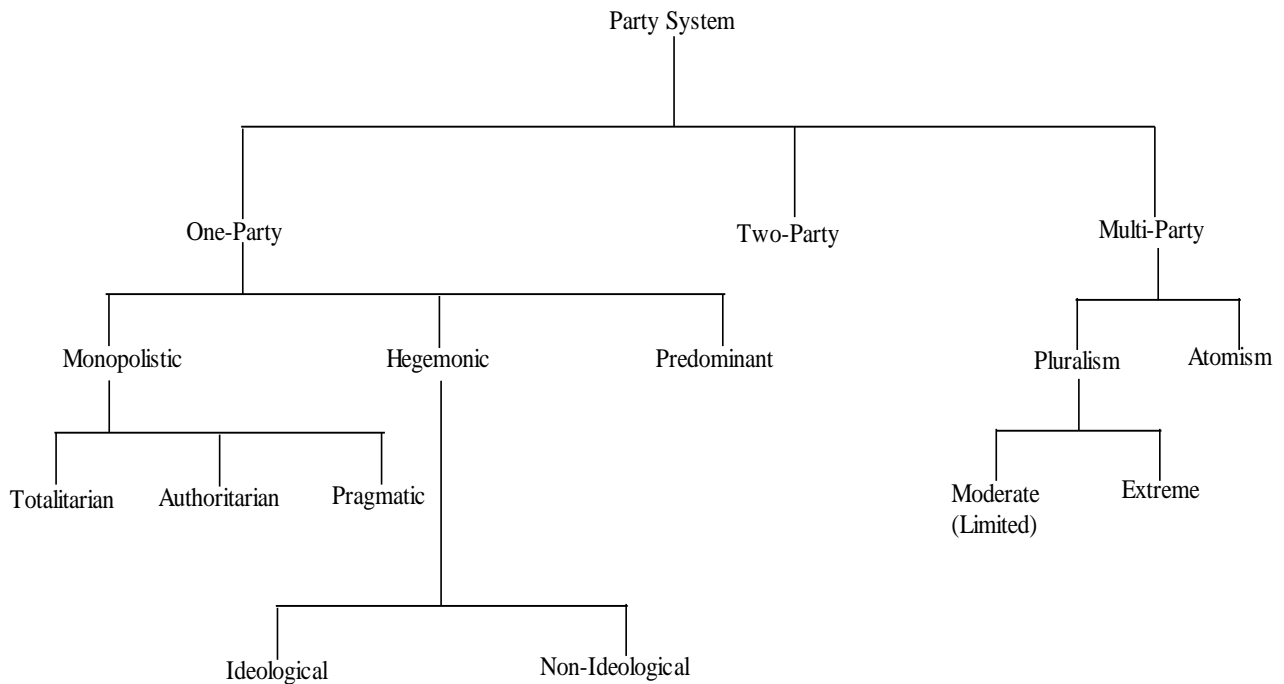 Party System
One-Party
Two-Party
Multi-Party
Monopolistic
Hegemonic
Predominant
Pluralism
Atomism
Totalitarian
Authoritarian
Pragmatic
Moderate
(Limited)
Extreme
Ideological
Non-Ideological